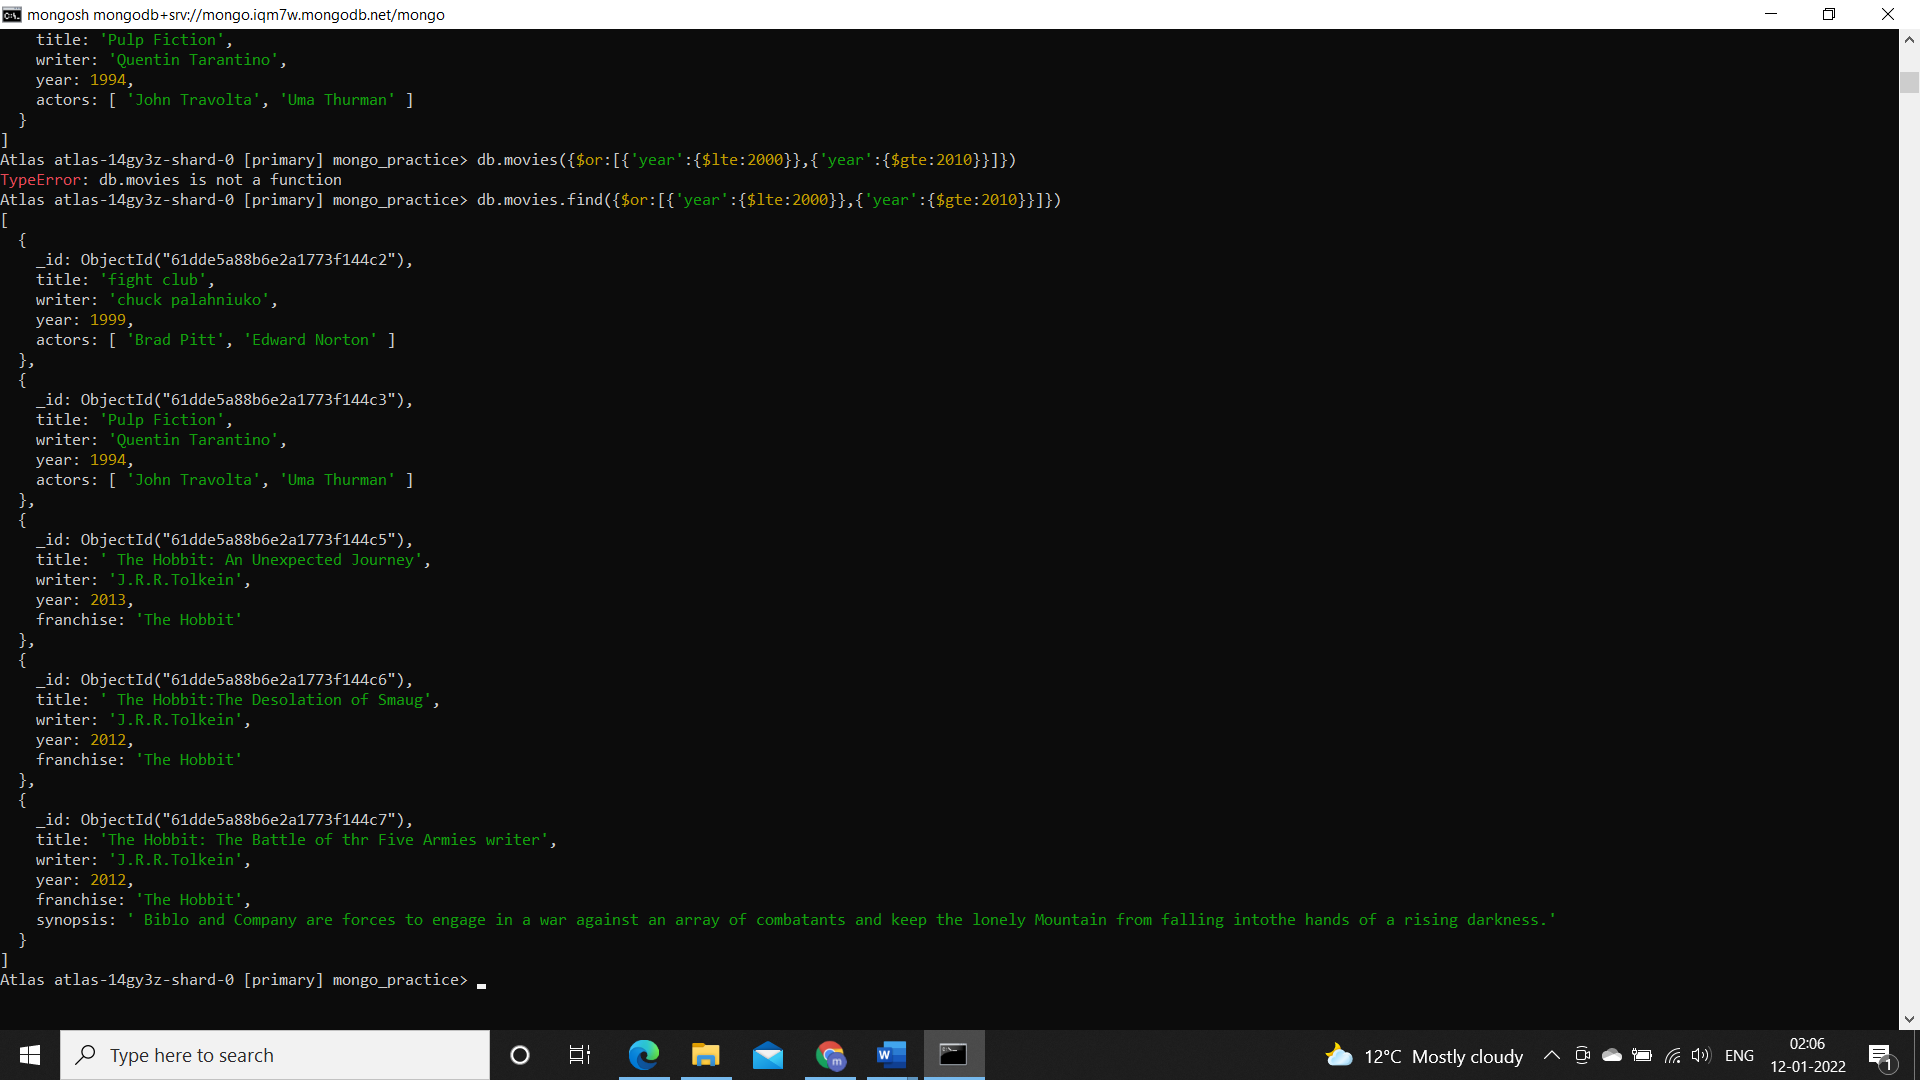 mongosh mongodb+srv://mongo.iqm7w.mongodb.net/mongo
title: 'Pulp Fiction',
writer: 'Quentin Tarantino',
year: 1994,
actors: [ 'John Travolta', 'Uma Thurman' ]
}
]
Atlas atlas-14gy3z-shard-0 [primary] mongo_practice> db.movies({$or:[{'year':{$lte:2000}},{'year':{$gte:2010}}]})
TypeError: db.movies is not a function
Atlas atlas-14gy3z-shard-0 [primary] mongo_practice> db.movies.find({$or:[{'year':{$lte:2000}},{'year':{$gte:2010}}]})
[
{
_id: ObjectId("61dde5a88b6e2a1773f144c2"),
title: 'fight club',
writer: 'chuck palahniuko',
year: 1999,
actors: [ 'Brad Pitt', 'Edward Norton' ]
},
{
_id: ObjectId("61dde5a88b6e2a1773f144c3"),
title: 'Pulp Fiction',
writer: 'Quentin Tarantino',
year: 1994,
actors: [ 'John Travolta', 'Uma Thurman' ]
},
{
_id: ObjectId("61dde5a88b6e2a1773f144c5"),
title: ' The Hobbit: An Unexpected Journey',
writer: 'J.R.R.Tolkein',
year: 2013,
franchise: 'The Hobbit'
},
{
_id: ObjectId("61dde5a88b6e2a1773f144c6"),
title: ' The Hobbit:The Desolation of Smaug',
writer: 'J.R.R.Tolkein',
year: 2012,
franchise: 'The Hobbit'
},
{
_id: ObjectId("61dde5a88b6e2a1773f144c7"),
title: 'The Hobbit: The Battle of thr Five Armies writer',
writer: 'J.R.R.Tolkein',
year: 2012,
franchise: 'The Hobbit',
synopsis: ' Biblo and Company are forces to engage in a war against an array of combatants and keep the lonely Mountain from falling intothe hands of a rising darkness.'
}
]
Atlas atlas-14gy3z-shard-0 [primary] mongo_practice>
Type here to search
12°C Mostly cloudy
ENG
02:06
12-01-2022
1